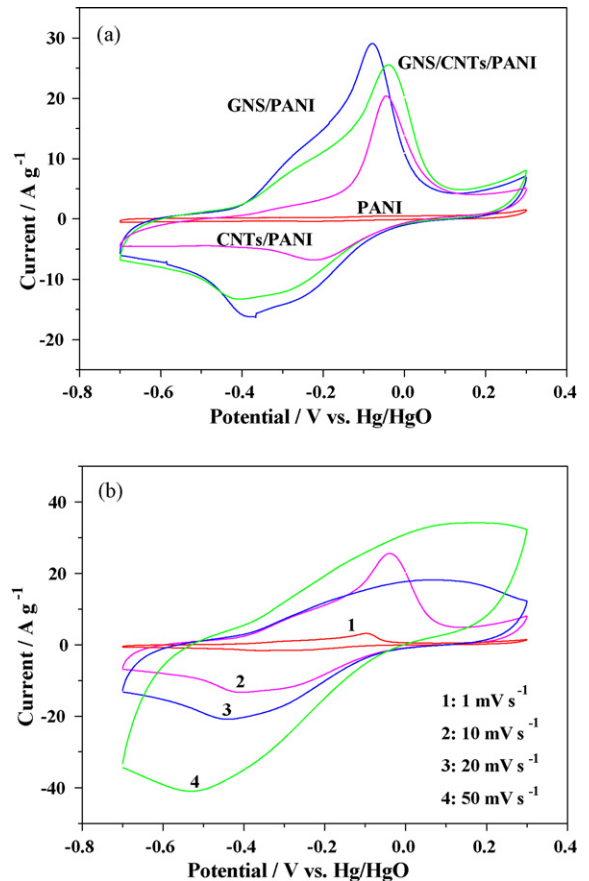 (a)
GNS/CNTs/PANI
GNS/PANI
PANI
CNTs/PANI
Current / A g⁻¹
30
20
10
0
-10
-20
-0.8 -0.6 -0.4 -0.2 0.0 0.2 0.4
Potential / V vs. Hg/HgO
(b)
Current / A g⁻¹
40
20
0
-20
-40
1
2
3
4
1: 1 mV s⁻¹
2: 10 mV s⁻¹
3: 20 mV s⁻¹
4: 50 mV s⁻¹
-0.8 -0.6 -0.4 -0.2 0.0 0.2 0.4
Potential / V vs. Hg/HgO